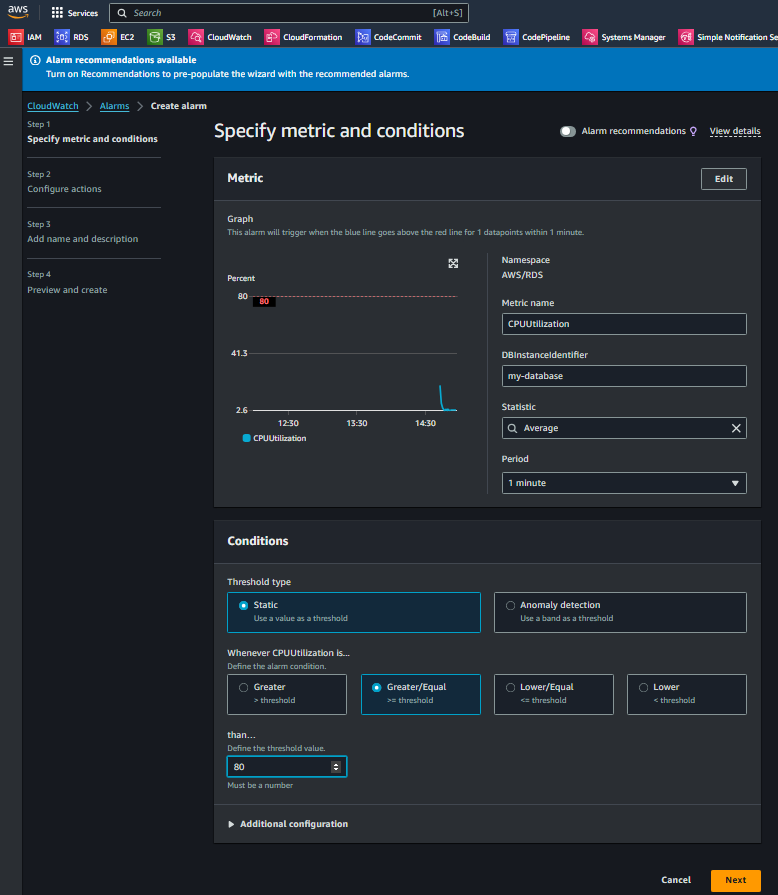 aws
Services
Search [Alt+S]
IAM RDS EC2 S3 CloudWatch CloudFormation CodeCommit CodeBuild CodePipeline Systems Manager Simple Notification Se
Alarm recommendations available
Turn on Recommendations to pre-populate the wizard with the recommended alarms.
CloudWatch > Alarms > Create alarm
Step 1
Specify metric and conditions
Step 2
Configure actions
Step 3
Add name and description
Step 4
Preview and create
Specify metric and conditions
Alarm recommendations View details
Metric
Edit
Graph
This alarm will trigger when the blue line goes above the red line for 1 datapoints within 1 minute.
Percent
80
80
41.3
2.6
12:30 13:30 14:30
CPUUtilization
Namespace
AWS/RDS
Metric name
CPUUtilization
DBInstanceIdentifier
my-database
Statistic
Average
Period
1 minute
Conditions
Threshold type
Static
Use a value as a threshold
Anomaly detection
Use a band as a threshold
Whenever CPUUtilization is...
Define the alarm condition.
Greater
> threshold
Greater/Equal
>= threshold
Lower/Equal
<= threshold
Lower
< threshold
than...
Define the threshold value.
80
Must be a number
Additional configuration
Cancel Next